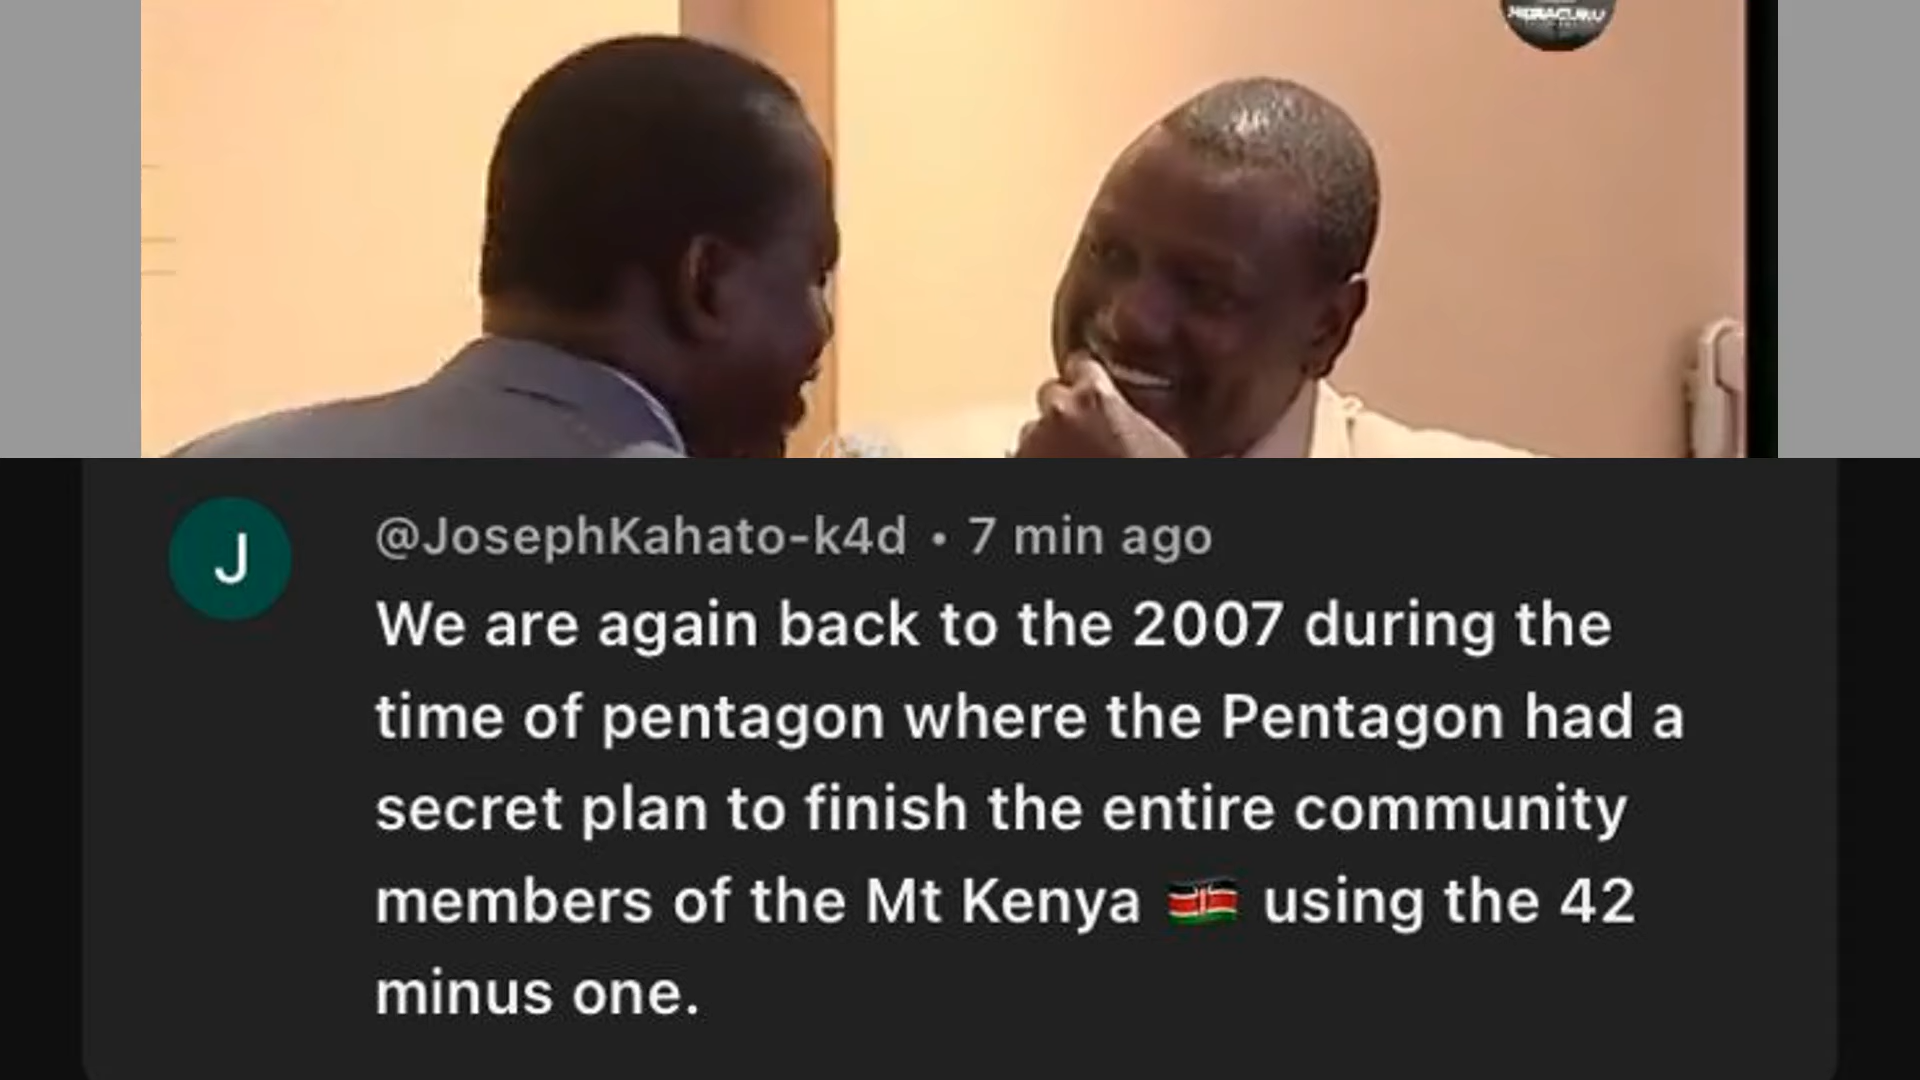 @JosephKahato-k4d • 7 min ago
J
We are again back to the 2007 during the
time of pentagon where the Pentagon had a
secret plan to finish the entire community
members of the Mt Kenya 🇰🇪 using the 42
minus one.